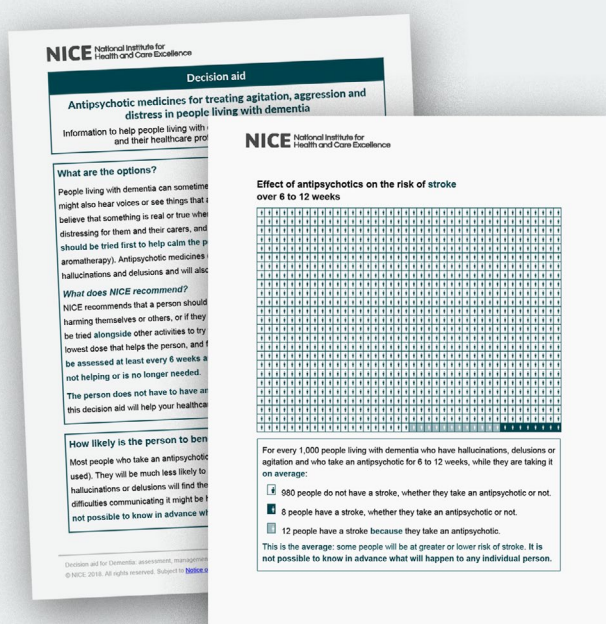 NICE National Institute for
Health and Care Excellence
Decision aid
Antipsychotic medicines for treating agitation, aggression and
distress in people living with dementia
Information to help people living with
and their healthcare
What are the options?
People living with dementia can sometime
might also hear voices or see things that
believe that something is real or true
distressing for them and their carers, and
should be tried first to help calm the
aromatherapy). Antipsychotic medicines
hallucinations and delusions and will
What does NICE recommend?
NICE recommends that a person should
harming themselves or others, or if they
be tried alongside other activities to try
lowest dose that helps the person, and
be assessed at least every 6 weeks
not helping or is no longer needed.
The person does not have to have
this decision aid will help your
How likely is the person to
Most people who take an
used). They will be much less likely to
hallucinations or delusions will find
difficulties communicating it might be
not possible to know in advance
Decision aid for Dementia: assessment,
© NICE 2018. All rights reserved. Subject to Notice
NICE National Institute for
Health and Care Excellence
Effect of antipsychotics on the risk of stroke
over 6 to 12 weeks
For every 1,000 people living with dementia who have hallucinations, delusions or
agitation and who take an antipsychotic for 6 to 12 weeks, while they are taking it
on average:
980 people do not have a stroke, whether they take an antipsychotic or not.
8 people have a stroke, whether they take an antipsychotic or not.
12 people have a stroke because they take an antipsychotic.
This is the average: some people will be at greater or lower risk of stroke. It is
not possible to know in advance what will happen to any individual person.